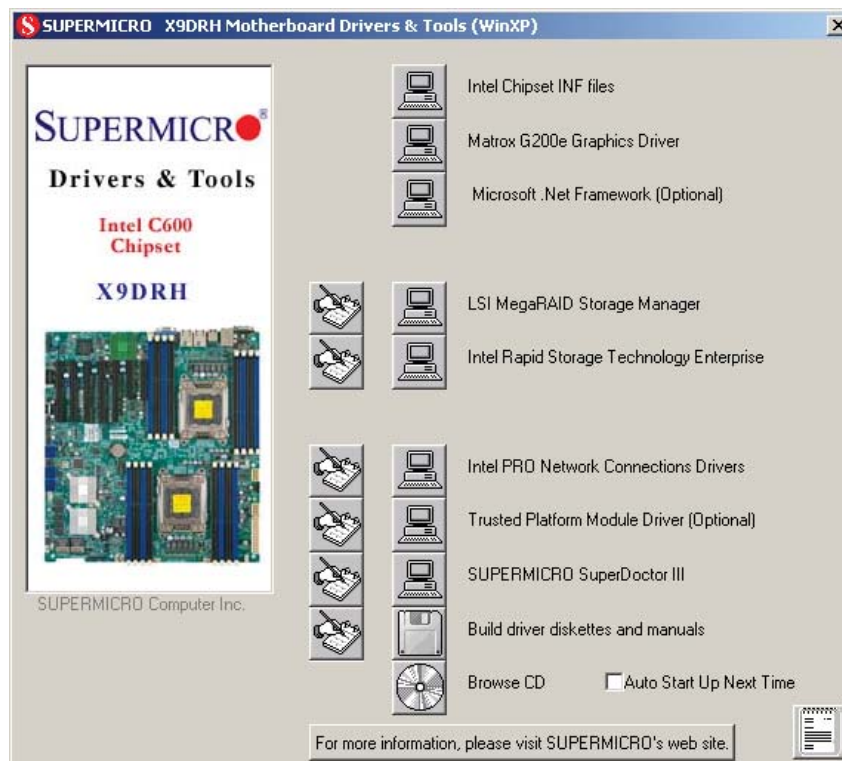 SUPERMICRO X9DRH Motherboard Drivers & Tools (WinXP)
SUPERMICRO®
Drivers & Tools
Intel C600
Chipset
X9DRH
SUPERMICRO Computer Inc.
Intel Chipset INF files
Matrox G200e Graphics Driver
Microsoft .Net Framework (Optional)
LSI MegaRAID Storage Manager
Intel Rapid Storage Technology Enterprise
Intel PRO Network Connections Drivers
Trusted Platform Module Driver (Optional)
SUPERMICRO SuperDoctor III
Build driver diskettes and manuals
Browse CD
Auto Start Up Next Time
For more information, please visit SUPERMICRO's web site.